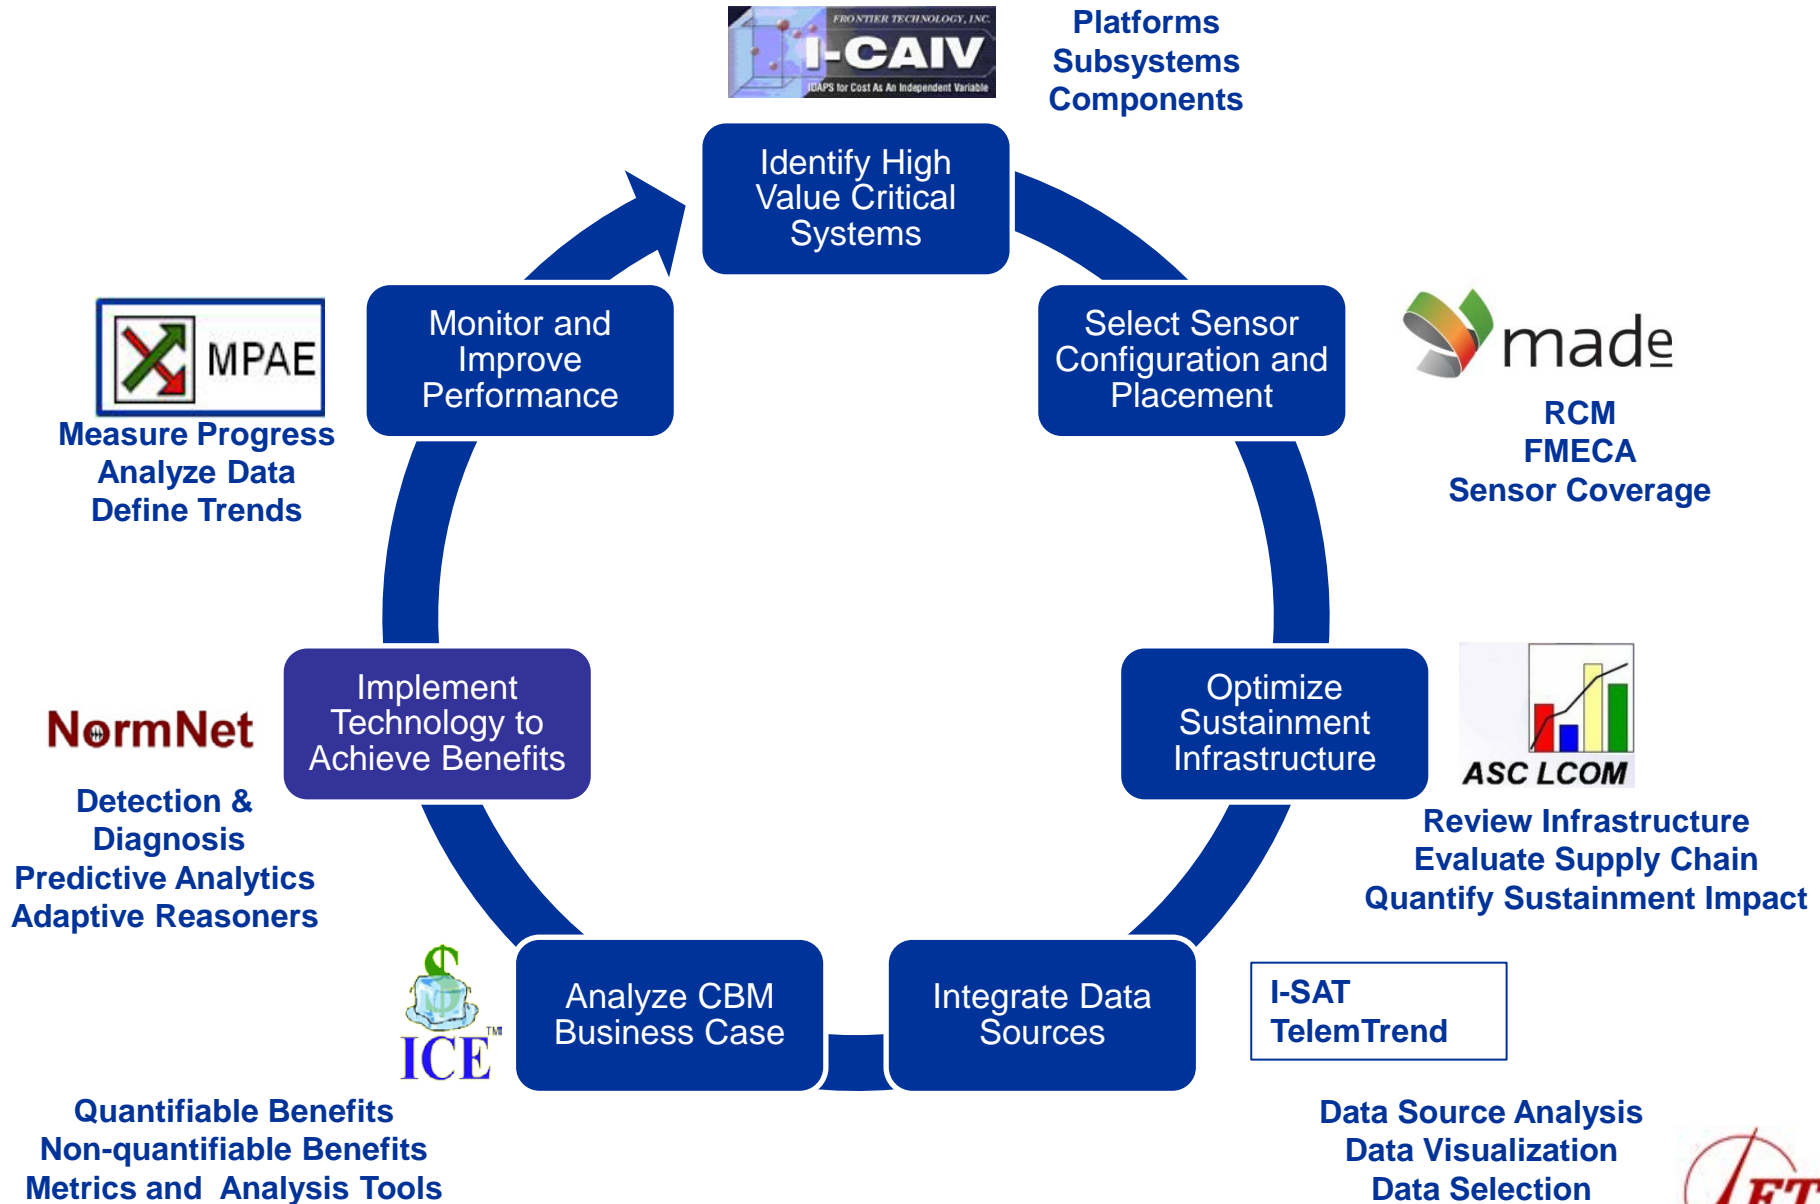 FRONTIER TECHNOLOGY, INC.
I-CAIV
IDAPS for Cost As An Independent Variable
Platforms
Subsystems
Components
Identify High
Value Critical
Systems
Select Sensor
Configuration and
Placement
made
RCM
FMECA
Sensor Coverage
Optimize
Sustainment
Infrastructure
ASC LCOM
Review Infrastructure
Evaluate Supply Chain
Quantify Sustainment Impact
Integrate Data
Sources
I-SAT
TelemTrend
Data Source Analysis
Data Visualization
Data Selection
FT
Analyze CBM
Business Case
ICE™
Quantifiable Benefits
Non-quantifiable Benefits
Metrics and Analysis Tools
Implement
Technology to
Achieve Benefits
NormNet
Detection &
Diagnosis
Predictive Analytics
Adaptive Reasoners
Monitor and
Improve
Performance
MPAE
Measure Progress
Analyze Data
Define Trends